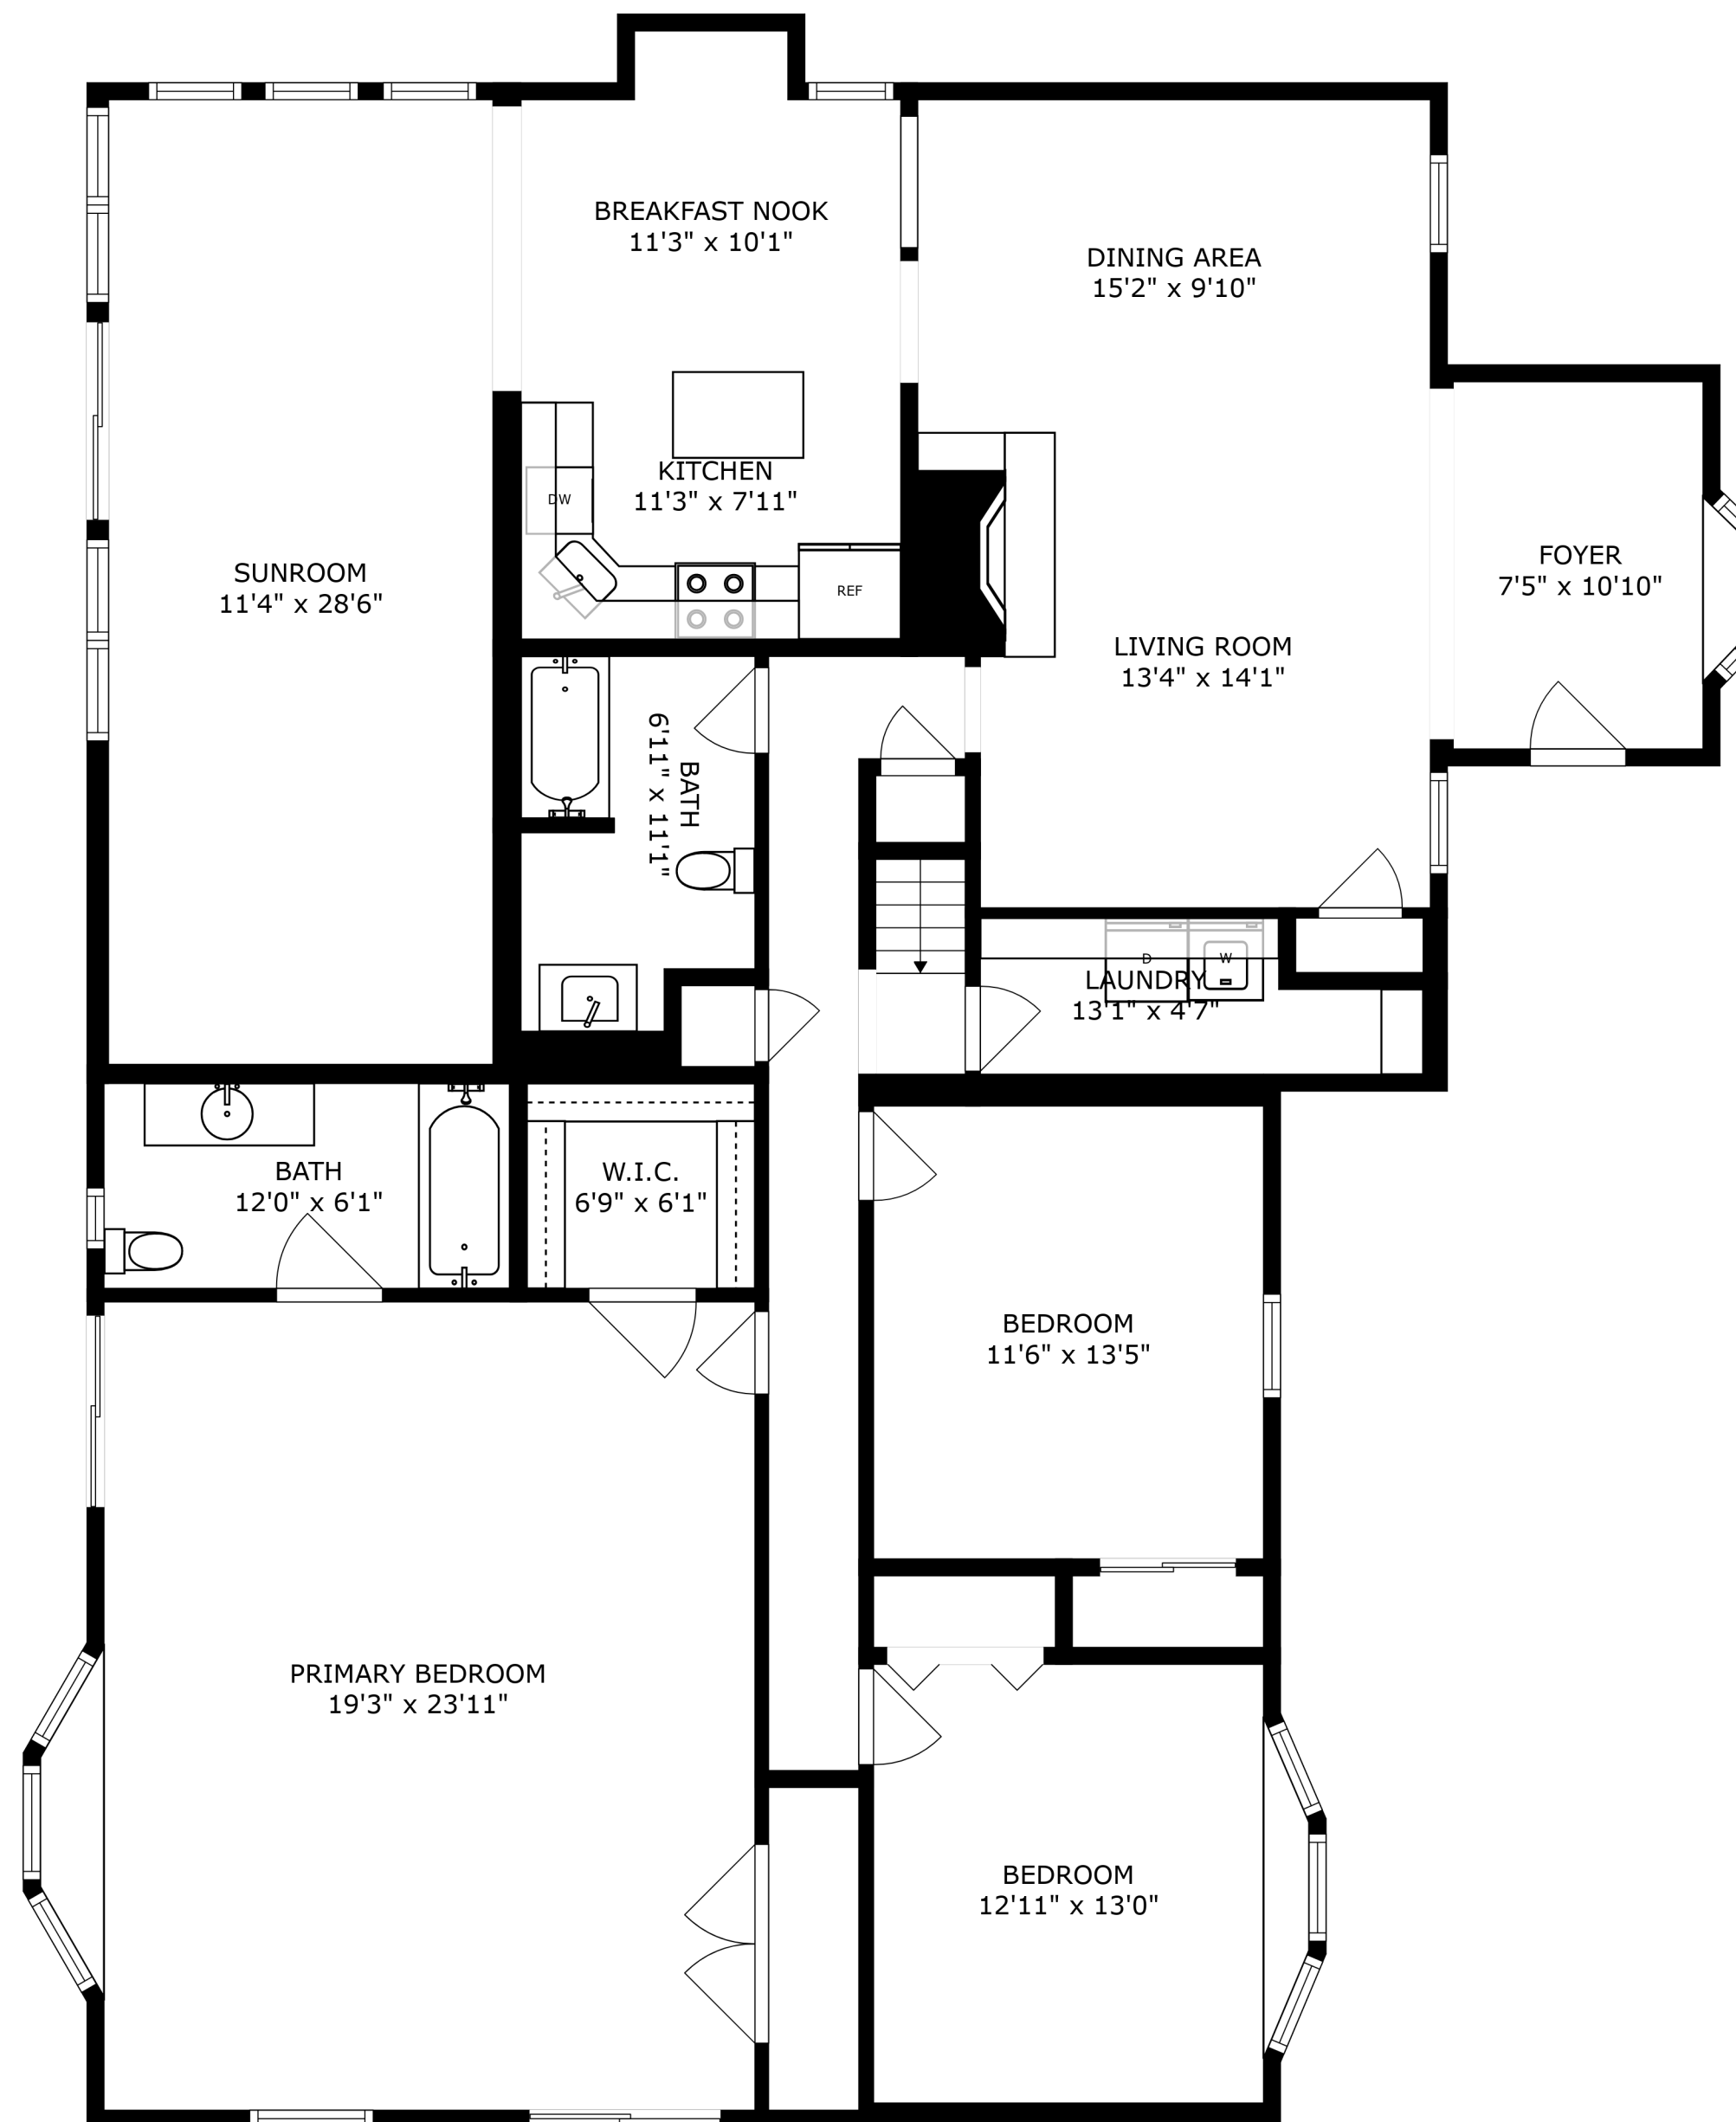 BREAKFAST NOOK
11'3" x 10'1"
DINING AREA
15'2" x 9'10"
KITCHEN
11'3" x 7'11"
DW
REF
SUNROOM
11'4" x 28'6"
FOYER
7'5" x 10'10"
LIVING ROOM
13'4" x 14'1"
BATH
6'11" x 11'1"
D
W
LAUNDRY
13'1" x 4'7"
BATH
12'0" x 6'1"
W.I.C.
6'9" x 6'1"
BEDROOM
11'6" x 13'5"
PRIMARY BEDROOM
19'3" x 23'11"
BEDROOM
12'11" x 13'0"